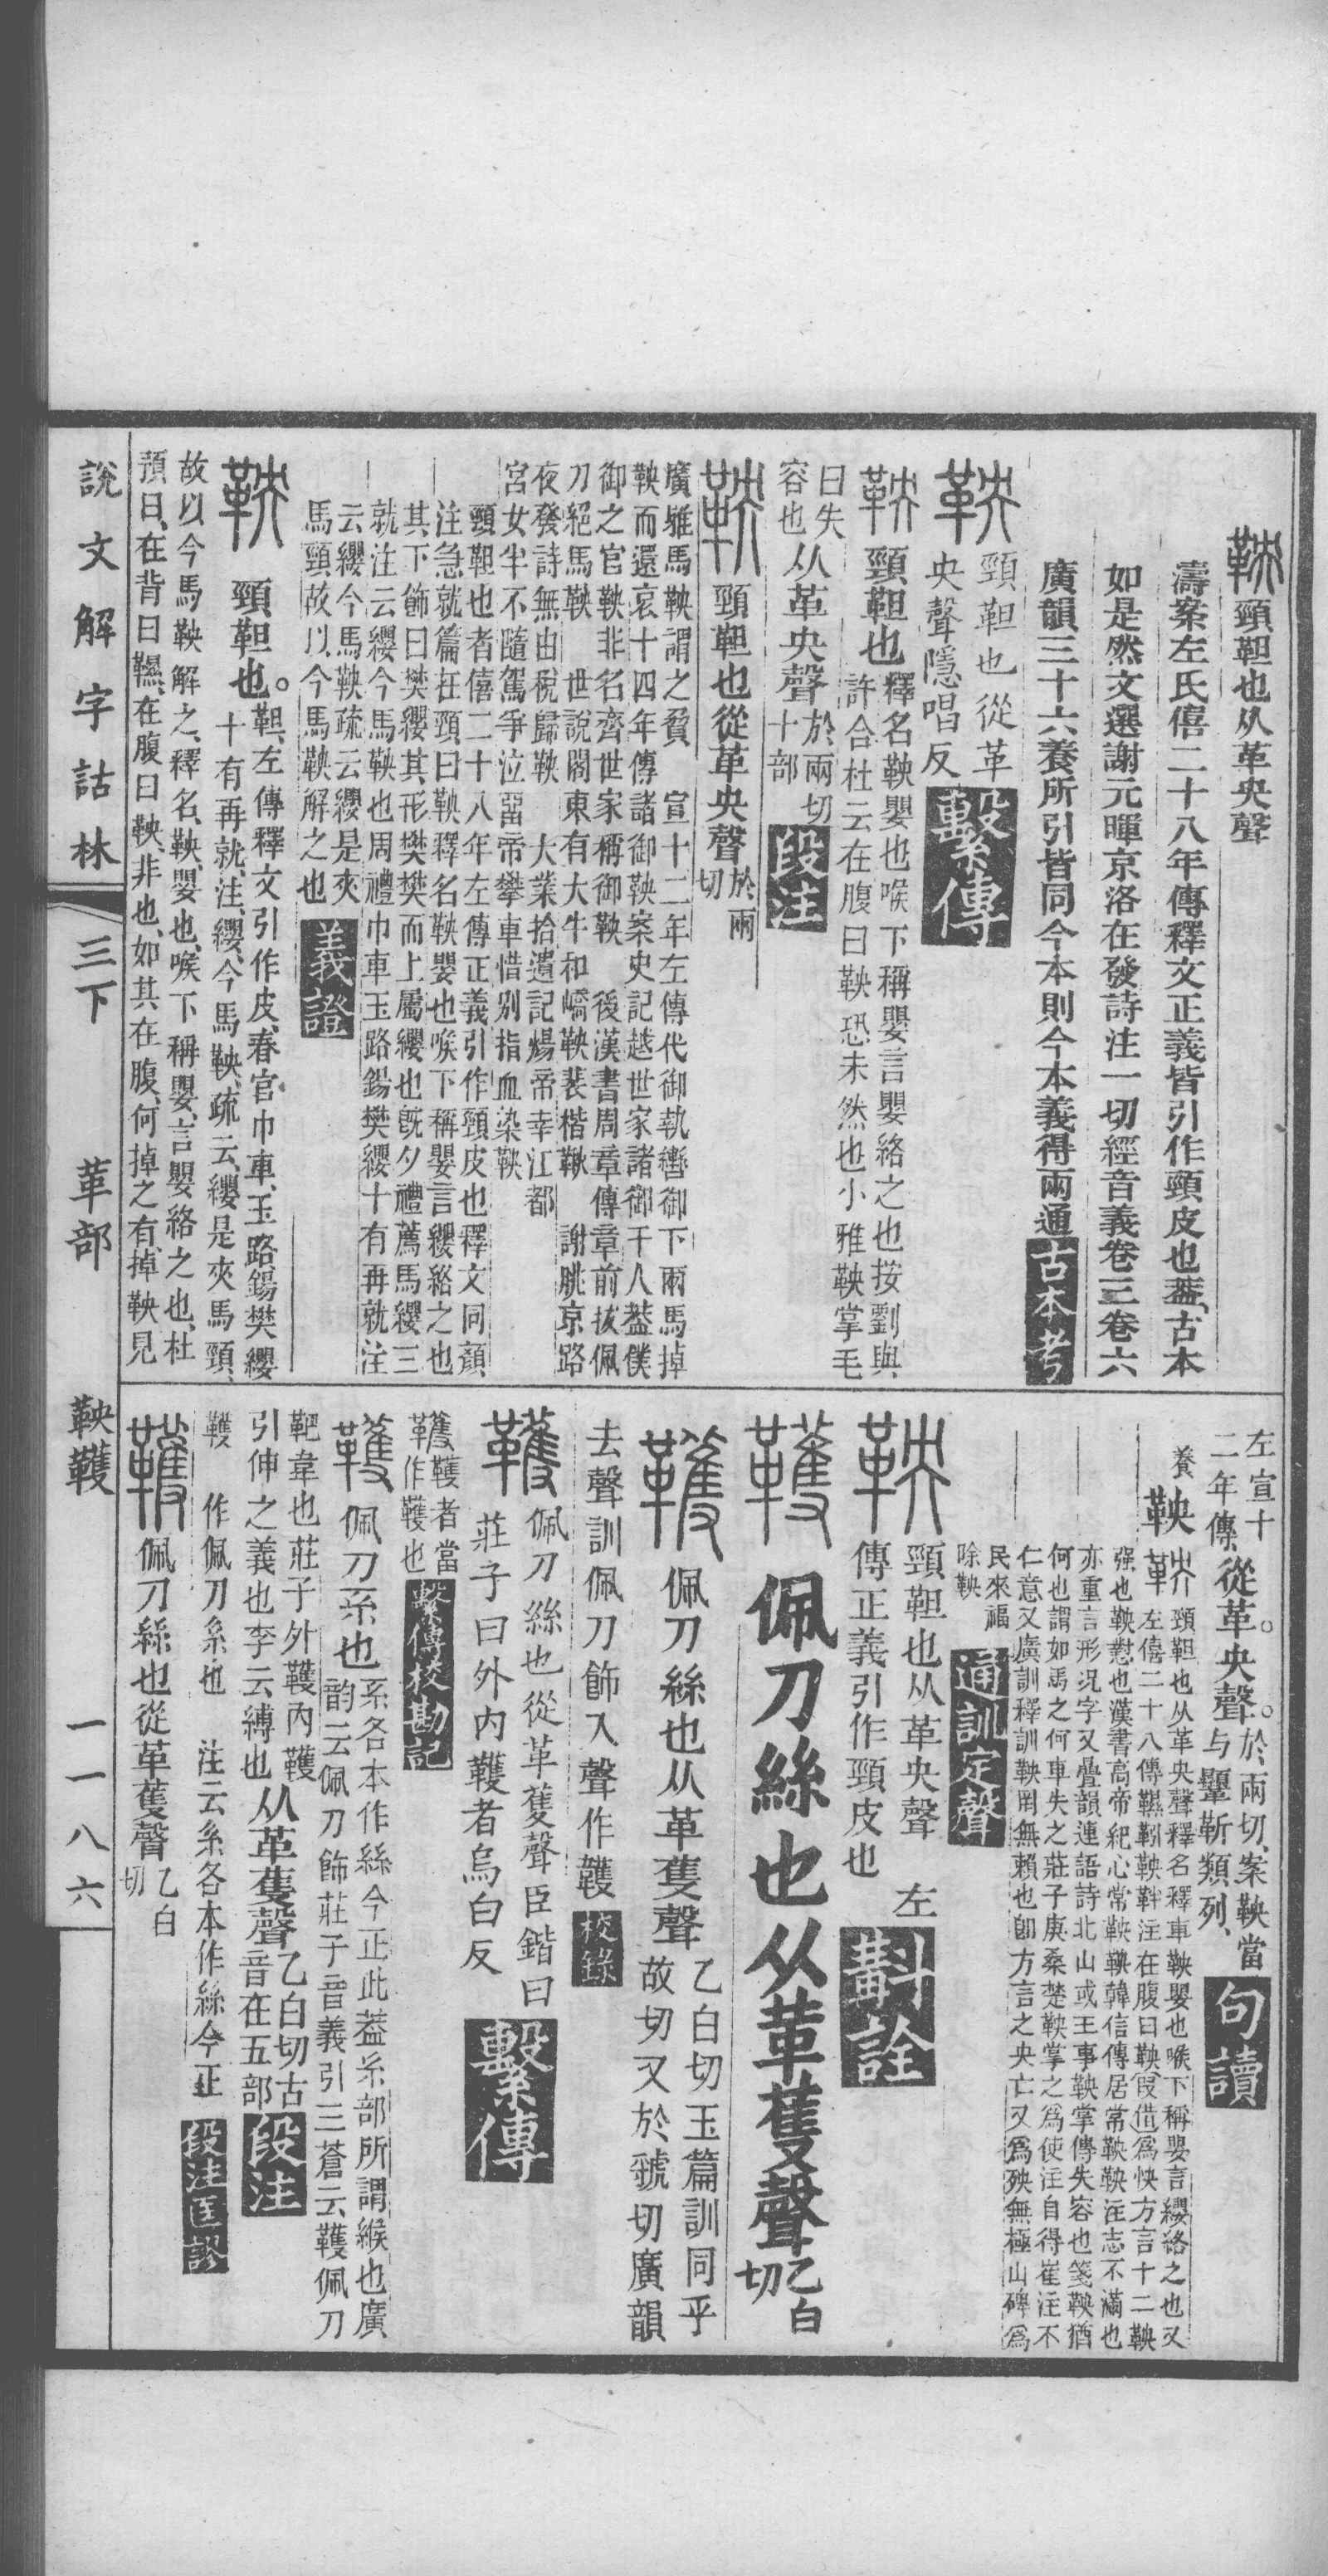 鞅頸靼也从革央聲
濤案左氏僖二十八年傳釋文正義皆引作頸皮也葢古本
如是然文選謝元暉京洛在發詩注一切經音義卷三卷六
廣韻三十六養所引皆同今本則今本義得兩通古本考
鞅頸靼也從革
央聲隱唱反繫傳
鞅頸靼也釋名鞅嬰也喉下稱嬰言嬰絡之也按劉與
許合杜云在腹曰鞅恐未然也小雅鞅掌毛
曰失
容也从革央聲於兩切
十部段注
鞅頸靼也從革央聲於兩
切
廣雅馬鞅謂之䩛 宣十二年左傳代御執轡御下兩馬掉
鞅而還哀十四年傳諸御鞅案史記越世家諸御千人葢僕
御之官鞅非名齊世家稱御鞅 後漢書周章傳章前拔佩
刀絕馬鞅 世說閣東有大牛和嶠鞅裴楷鞦 謝朓京路
夜發詩無由稅歸鞅 大業拾遺記煬帝幸江都
宮女半不隨駕爭泣留帝攀車惜別指血染鞅
頸靼也者僖二十八年左傳正義引作頸皮也釋文同顏
注急就篇在頸曰鞅釋名鞅嬰也喉下稱嬰言纓絡之也
其下飾曰樊纓其形樊樊而上屬纓也旣夕禮薦馬纓三
就注云纓今馬鞅也周禮巾車玉路鍚樊纓十有再就注
云纓今馬鞅疏云纓是夾
馬頸故以今馬鞅解之也義證
鞅頸靼也。靼、左傳釋文引作皮、春官巾車、玉路、鍚樊纓
十有再就、注、纓、今馬鞅、疏云、纓是夾馬頸、
故以今馬鞅解之、釋名、鞅、嬰也、喉下稱嬰、言嬰絡之也、杜
預曰、在背曰韅、在腹曰鞅、非也、如其在腹、何掉之有、掉鞅見
左宣十
二年傳、從革。央聲。於兩切、案鞅當
与鞶靳類列、句讀
養鞅鞅頸靼也从革央聲釋名釋車鞅嬰也喉下稱嬰言纓絡之也又
左僖二十八傳韅靷鞅靽注在腹曰鞅假借爲怏方言十二鞅
强也鞅懟也漢書高帝紀心常鞅鞅韓信傳居常鞅鞅注志不滿也
亦重言形况字又疊韻連語詩北山或王事鞅掌傳失容也箋鞅猶
何也謂如馬之何車失之莊子庚桑楚鞅掌之爲使注自得崔注不
仁意又廣訓釋訓鞅罔無賴也卽方言之央亡又爲殃無極山碑爲
民來福
除鞅通訓定聲
鞅頸靼也从革央聲 左
傳正義引作頸皮也斠詮
韄佩刀絲也从革蒦聲乙白
切
韄佩刀絲也从革蒦聲乙白切玉篇訓同乎
故切又於虢切廣韻
去聲訓佩刀飾入聲作韄校錄
韄佩刀絲也從革蒦聲臣鍇曰
莊子曰外内韄者烏白反繫傳
韄韄者當
作韄也繫傳校勘記
韄佩刀系也系各本作絲今正此葢系部所謂緱也廣
韵云佩刀飾莊子音義引三蒼云、韄佩刀
靶韋也莊子外韄內韄
引伸之義也李云縛也从革蒦聲乙白切古
音在五部段注
韄 作佩刀系也 注云系各本作絲今正 段注匡謬
韄佩刀絲也從革蒦聲乙白
切
說文解字詁林 三下 革部 鞅韄 一一八六